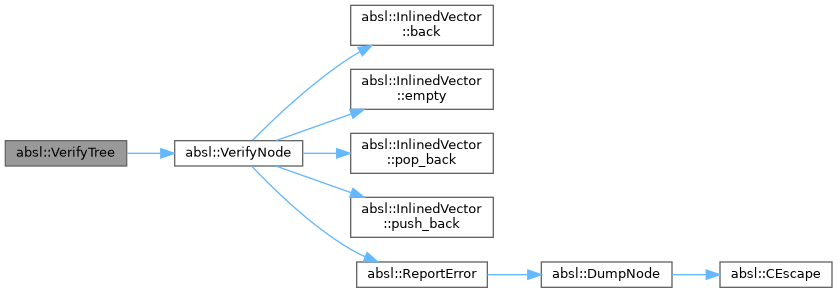 absl::VerifyTree
absl::VerifyNode
absl::InlinedVector
::back
absl::InlinedVector
::empty
absl::InlinedVector
::pop_back
absl::InlinedVector
::push_back
absl::ReportError
absl::DumpNode
absl::CEscape